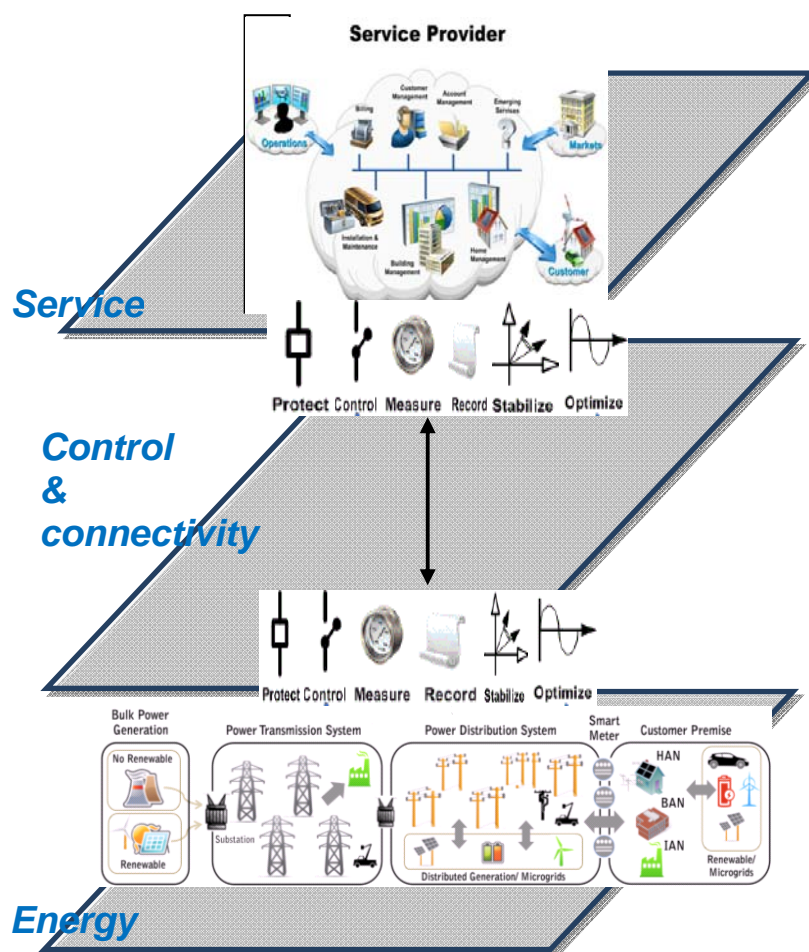 Service Provider
Operations
Billing
Customer
Management
Account
Management
Emerging
Services
Markets
Installation &
Maintenance
Building
Management
Home
Management
Customer
Service
Protect Control Measure Record Stabilize Optimize
Control
&
connectivity
Protect Control Measure Record Stabilize Optimize
Bulk Power
Generation
Power Transmission System
Power Distribution System
Smart
Meter
Customer Premise
No Renewable
Renewable
Substation
Distributed Generation/ Microgrids
HAN
BAN
IAN
Renewable/
Microgrids
Energy